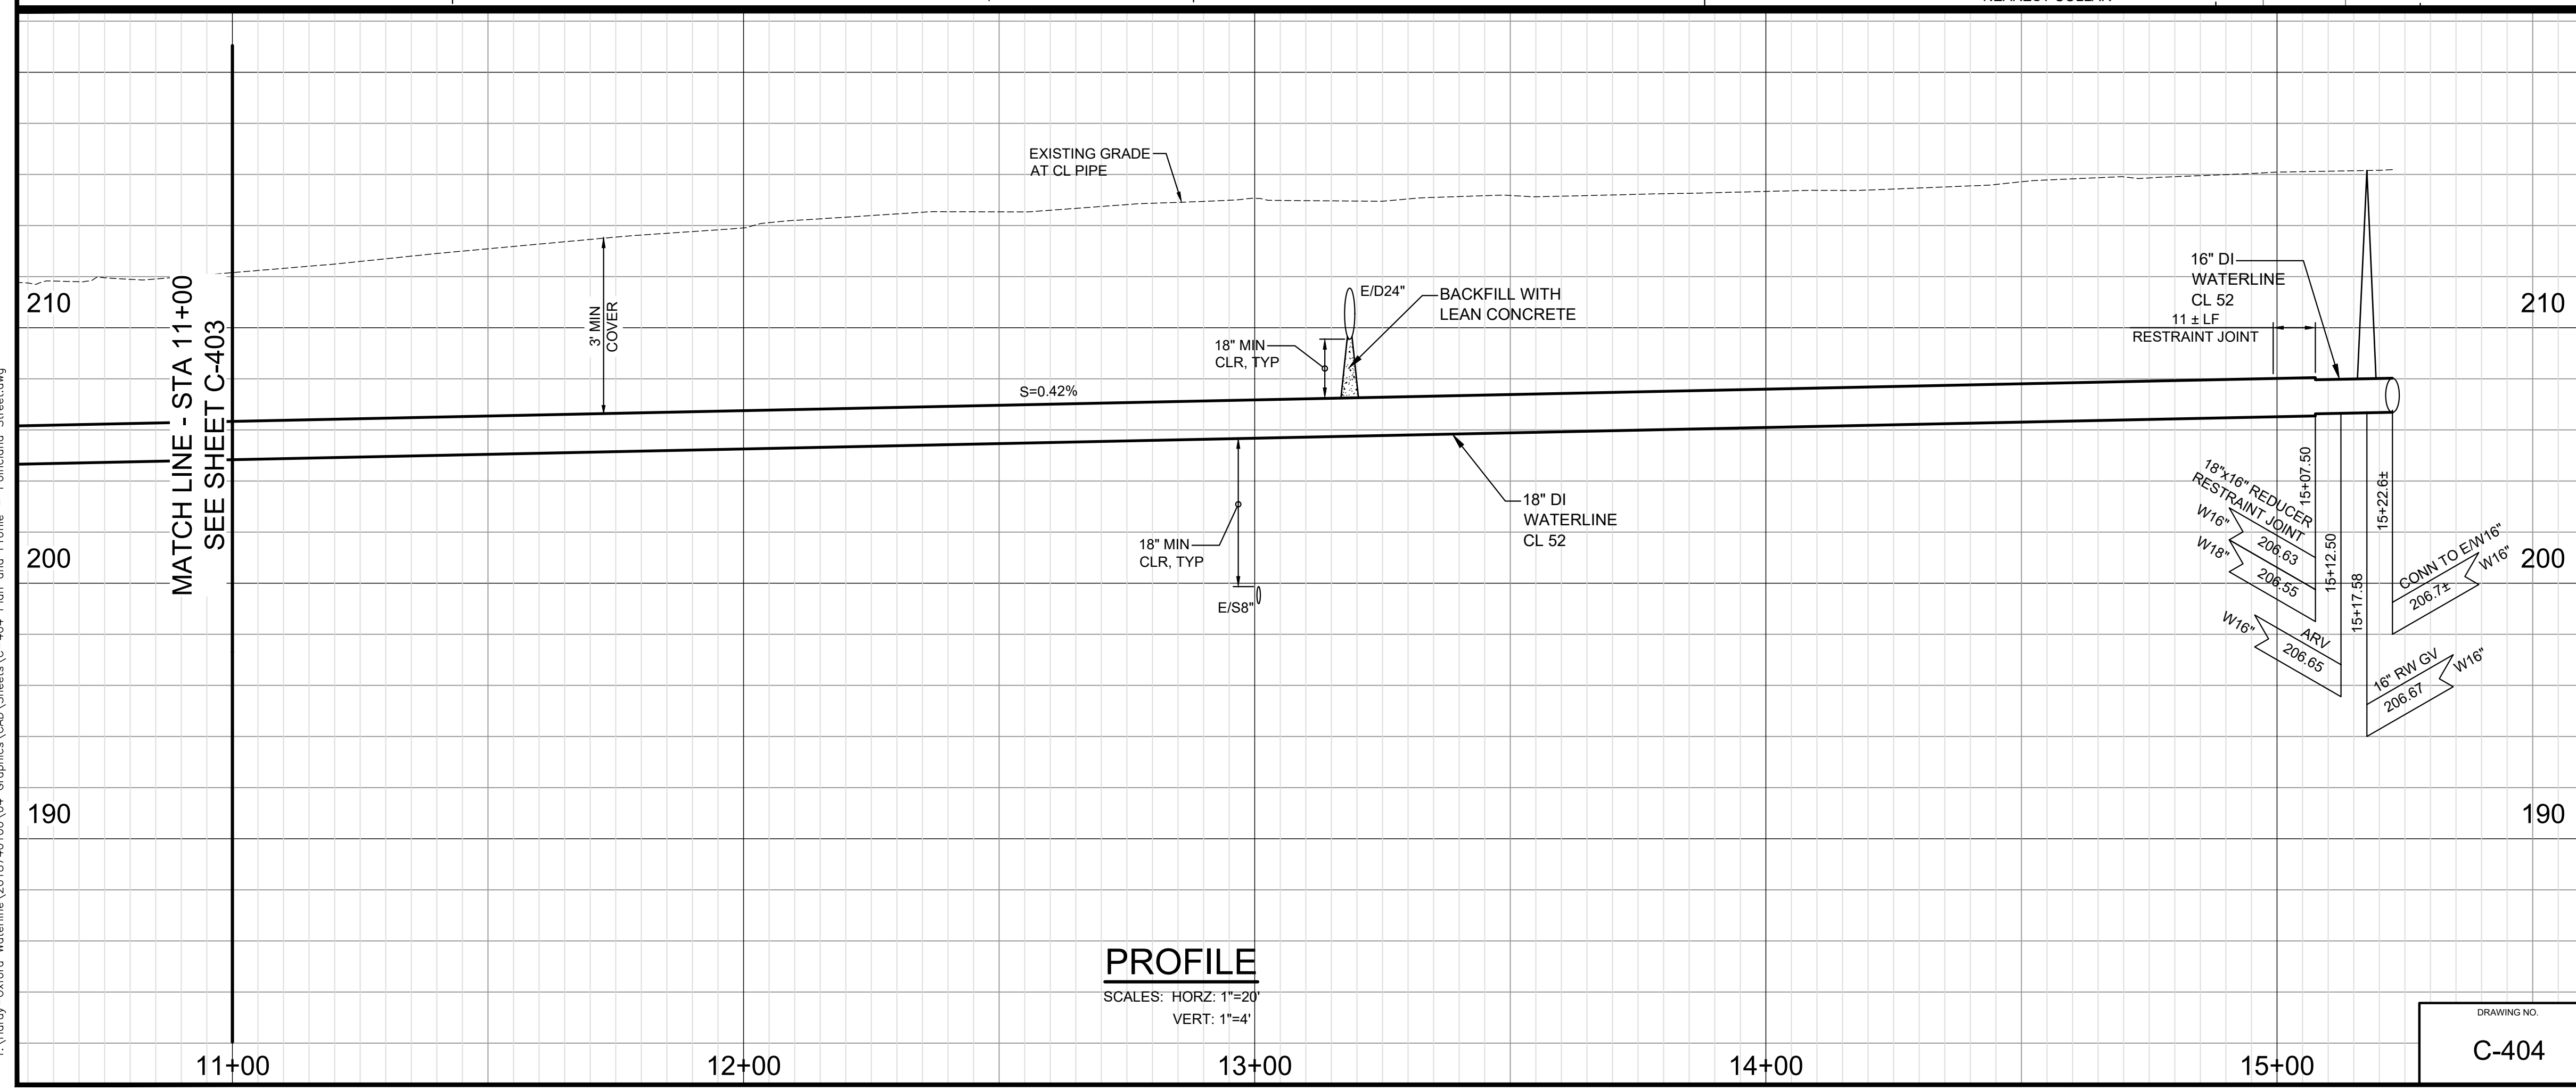 EXISTING GRADE
AT CL PIPE
210
MATCH LINE - STA 11+00
SEE SHEET C-403
3' MIN
COVER
S=0.42%
E/D24"
BACKFILL WITH
LEAN CONCRETE
18" MIN
CLR, TYP
16" DI
WATERLINE
CL 52
11 ± LF
RESTRAINT JOINT
210
18" DI
WATERLINE
CL 52
18" MIN
CLR, TYP
E/S8"
200
200
15+07.50
18"x16" REDUCER
RESTRAINT JOINT
W16"
206.63
W18"
206.55
15+12.50
ARV
W16"
206.65
15+17.58
16" RW GV
W16"
206.67
15+22.6±
CONN TO E/W16"
W16"
206.7±
190
190
PROFILE
SCALES: HORZ: 1"=20'
VERT: 1"=4'
11+00
12+00
13+00
14+00
15+00
DRAWING NO.
C-404